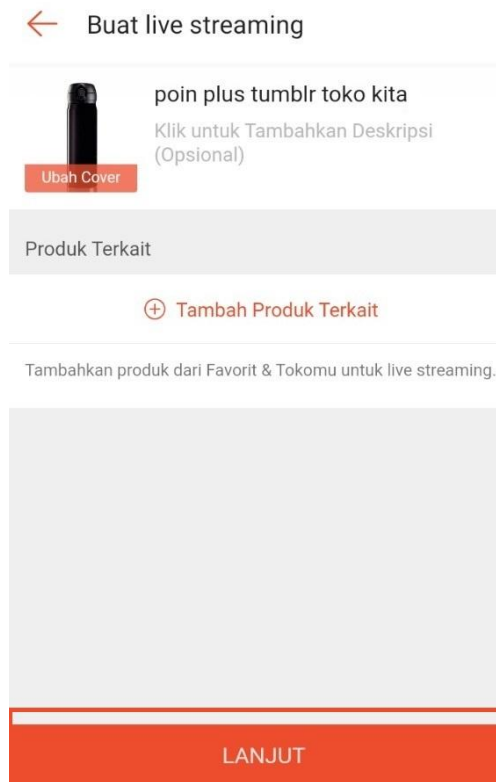 Buat live streaming
poin plus tumblr toko kita
Klik untuk Tambahkan Deskripsi
(Opsional)
Ubah Cover
Produk Terkait
Tambah Produk Terkait
Tambahkan produk dari Favorit & Tokomu untuk live streaming.
LANJUT